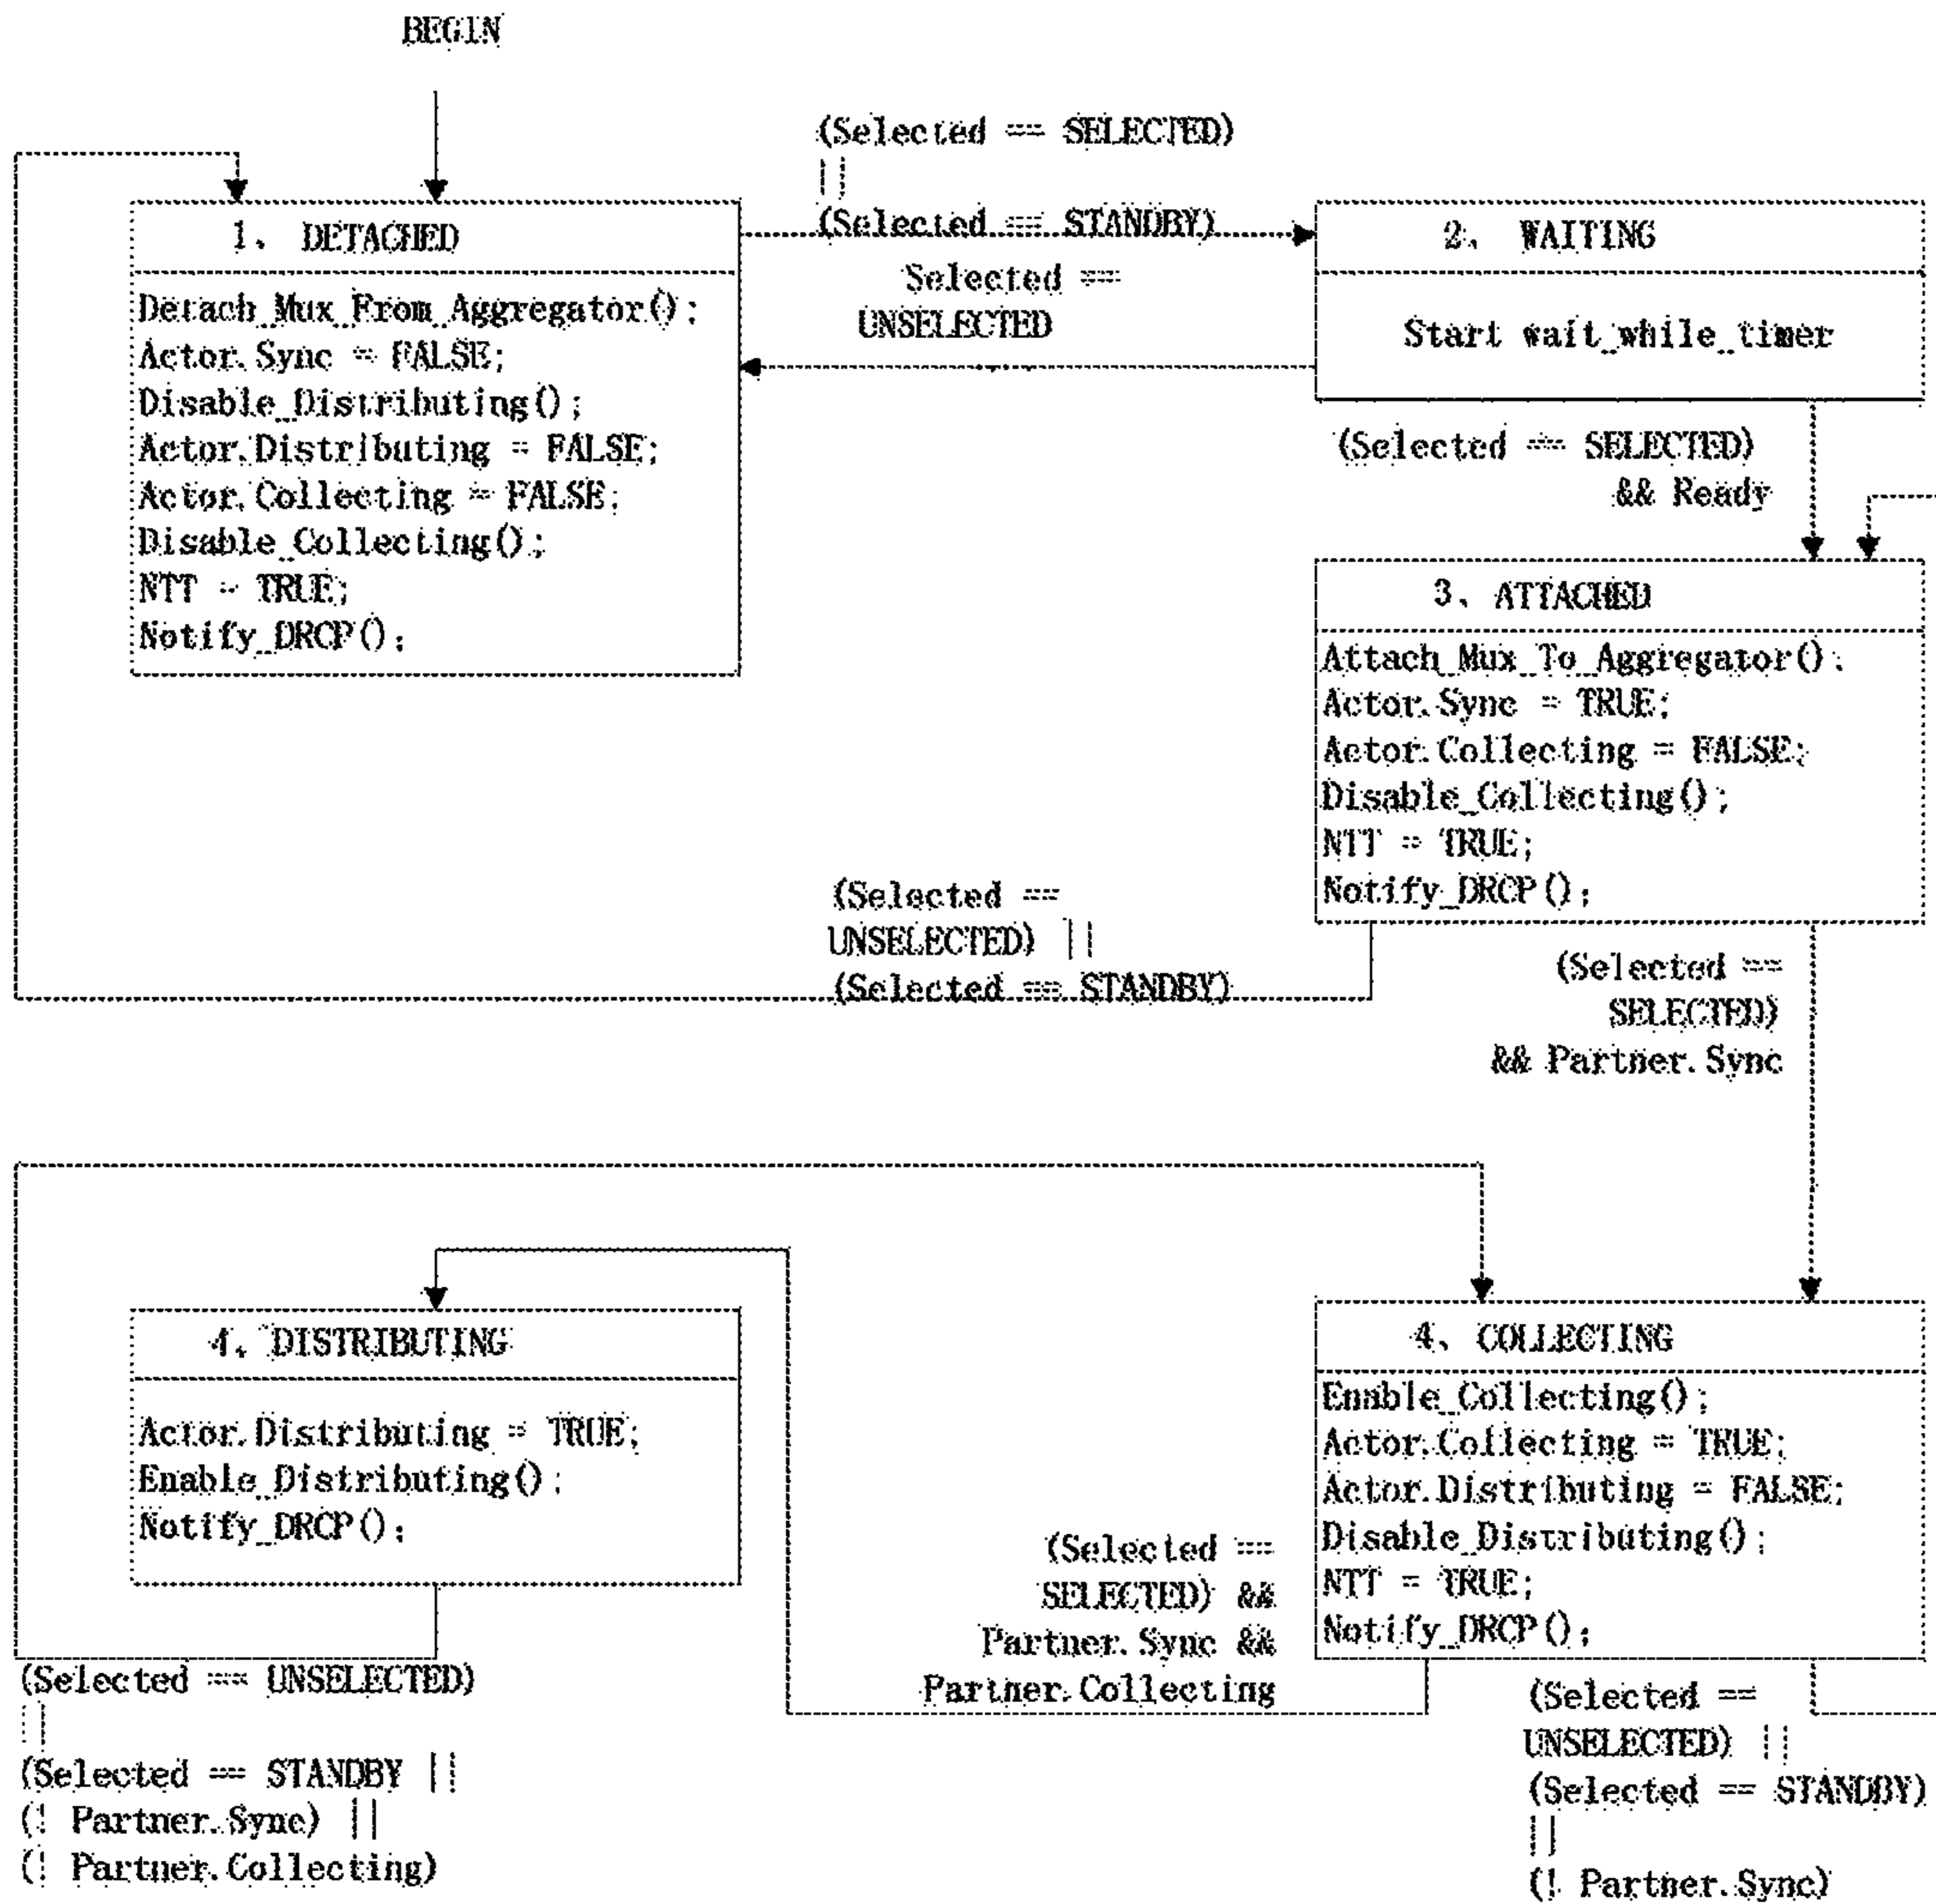 BEGIN
(Selected == SELECTED)
||
(Selected == STANDBY)
Selected ==
UNSELECTED
1、 DETACHED
Detach_Mux_From_Aggregator();
Actor.Sync = FALSE;
Disable_Distributing();
Actor.Distributing = FALSE;
Actor.Collecting = FALSE;
Disable_Collecting();
NTT = TRUE;
Notify_DRCP();
2、 WAITING
Start wait_while_timer
(Selected == SELECTED)
&& Ready
3、 ATTACHED
Attach_Mux_To_Aggregator();
Actor.Sync = TRUE;
Actor.Collecting = FALSE;
Disable_Collecting();
NTT = TRUE;
Notify_DRCP();
(Selected ==
UNSELECTED) ||
(Selected == STANDBY)
(Selected ==
SELECTED)
&& Partner.Sync
4、 DISTRIBUTING
Actor.Distributing = TRUE;
Enable_Distributing();
Notify_DRCP();
4、 COLLECTING
Enable_Collecting();
Actor.Collecting = TRUE;
Actor.Distributing = FALSE;
Disable_Distributing();
NTT = TRUE;
Notify_DRCP();
(Selected ==
SELECTED) &&
Partner.Sync &&
Partner.Collecting
(Selected == UNSELECTED)
||
(Selected == STANDBY ||
(! Partner.Sync) ||
(! Partner.Collecting)
(Selected ==
UNSELECTED) ||
(Selected == STANDBY)
||
(! Partner.Sync)